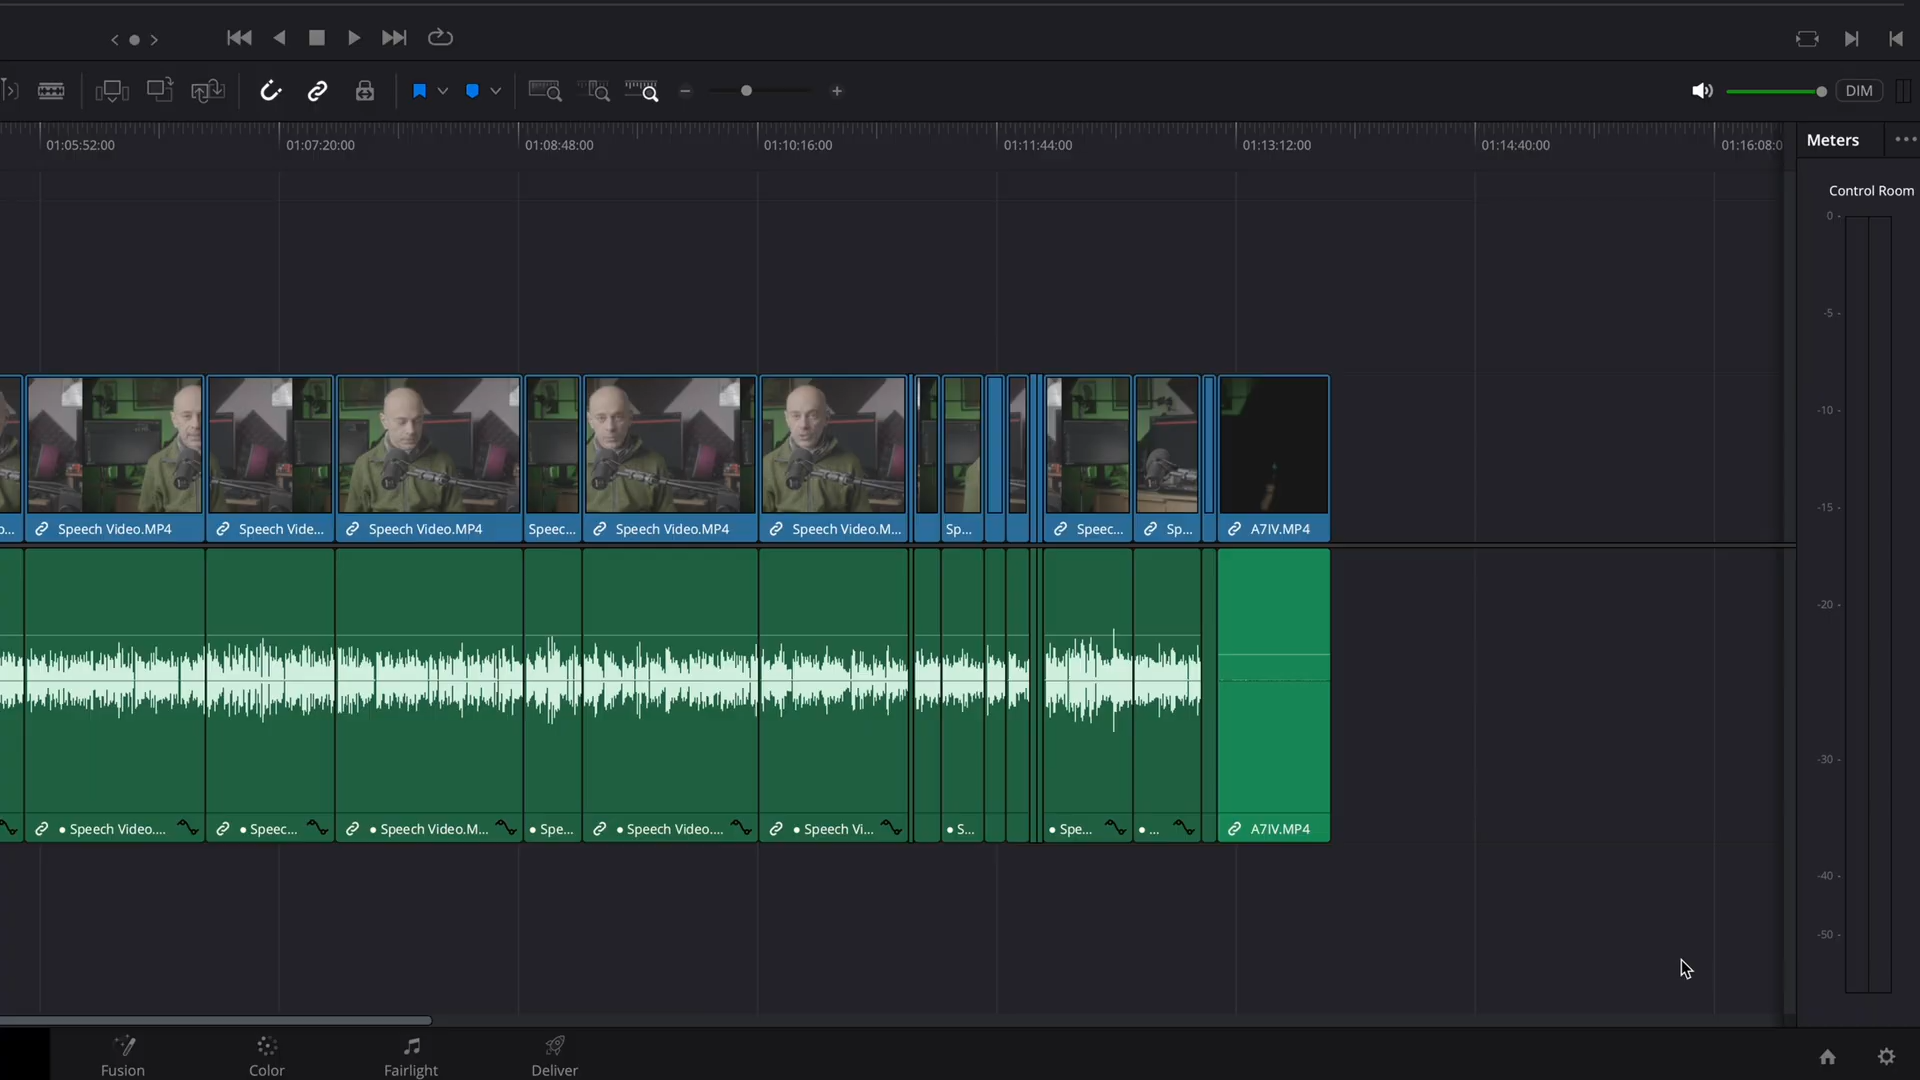 DIM
01:05:52:00 01:07:20:00 01:08:48:00 01:10:16:00 01:11:44:00 01:13:12:00 01:14:40:00 01:16:08:0
Meters
Control Room
0 -
-5 -
-10 -
-15 -
-20 -
-30 -
-40 -
-50 -
p... Speech Video.MP4 Speech Vide... Speech Video.MP4 Speec... Speech Video.MP4 Speech Video.M... Sp... Speec... Sp... A7IV.MP4
• Speech Video.... • Speec... • Speech Video.M... • Spe... • Speech Video.... • Speech Vi... • S... • Spe... • ... A7IV.MP4
Fusion Color Fairlight Deliver